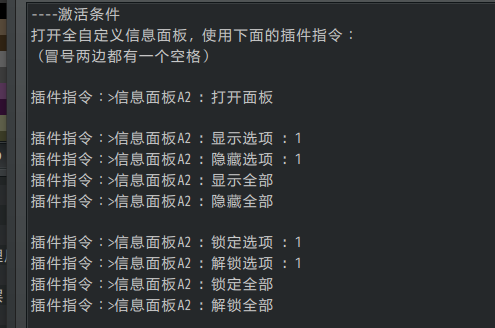 ----激活条件
打开全自定义信息面板，使用下面的插件指令：
（冒号两边都有一个空格）
插件指令：>信息面板A2 : 打开面板
插件指令：>信息面板A2 : 显示选项 : 1
插件指令：>信息面板A2 : 隐藏选项 : 1
插件指令：>信息面板A2 : 显示全部
插件指令：>信息面板A2 : 隐藏全部
插件指令：>信息面板A2 : 锁定选项 : 1
插件指令：>信息面板A2 : 解锁选项 : 1
插件指令：>信息面板A2 : 锁定全部
插件指令：>信息面板A2 : 解锁全部